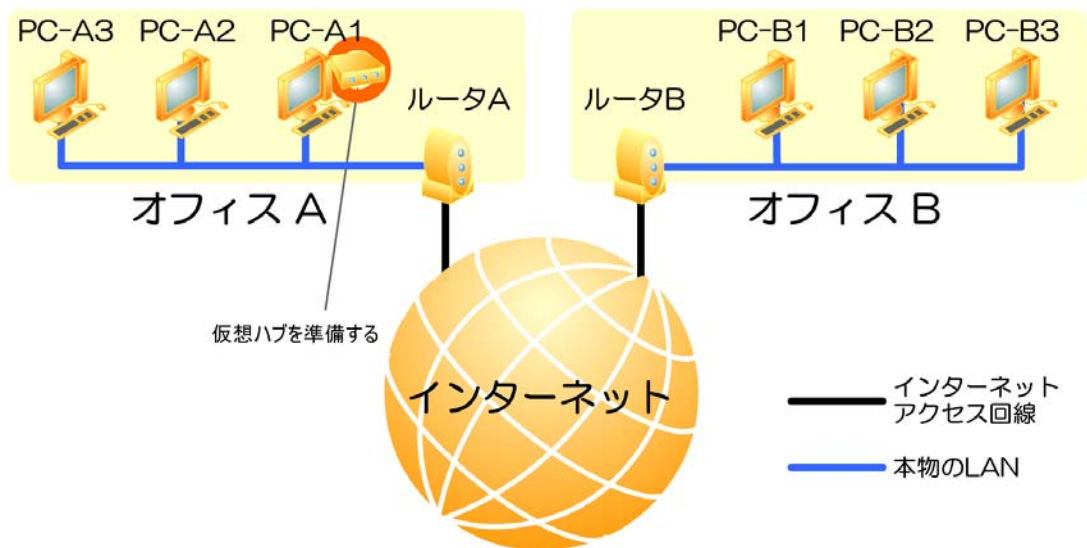 PC-A3 PC-A2 PC-A1
PC-B1 PC-B2 PC-B3
ルータA
ルータB
オフィス A
オフィス B
仮想ハブを準備する
インターネット
インターネット
アクセス回線
本物のLAN